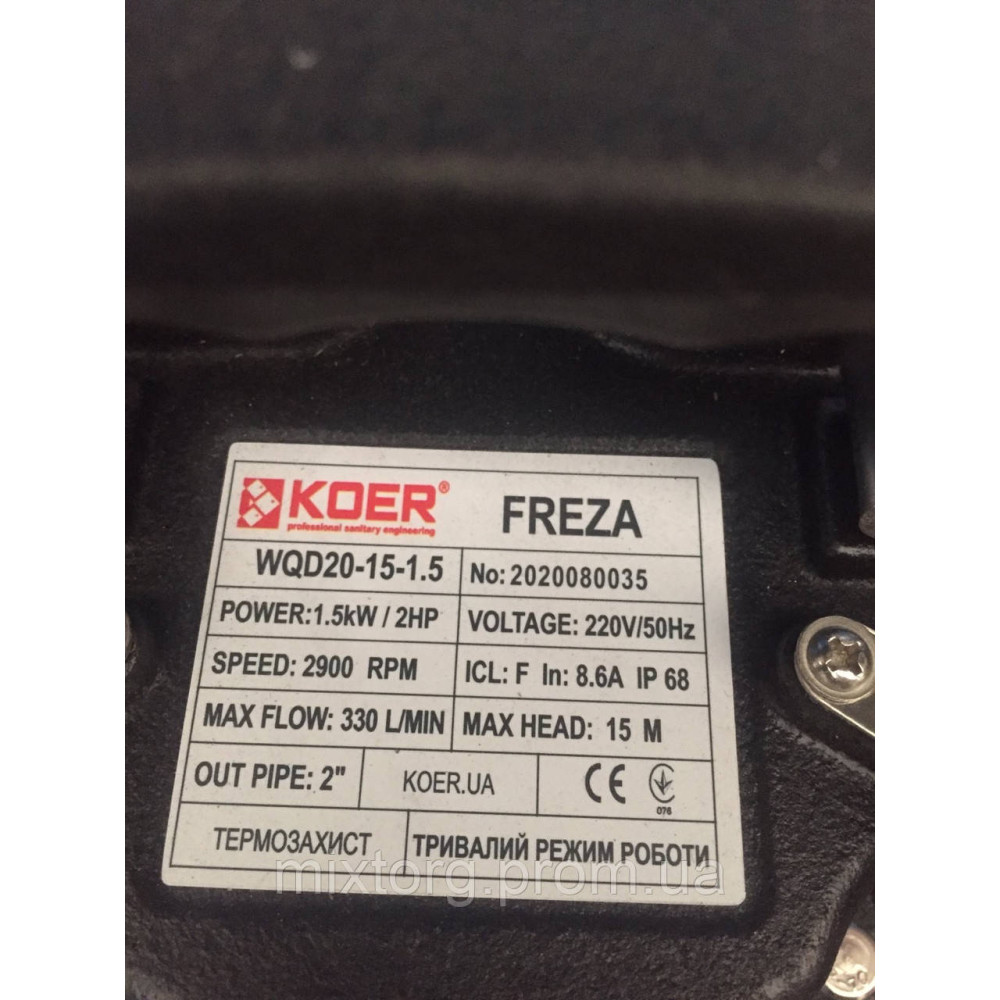 KOER® FREZA
professional sanitary engineering
WQD20-15-1.5 No: 2020080035
POWER:1.5kW / 2HP VOLTAGE: 220V/50Hz
SPEED: 2900 RPM ICL: F In: 8.6A IP 68
MAX FLOW: 330 L/MIN MAX HEAD: 15 M
OUT PIPE: 2" KOER.UA CE
076
ТЕРМОЗАХИСТ ТРИВАЛИЙ РЕЖИМ РОБОТИ
mixtorg.prom.ua